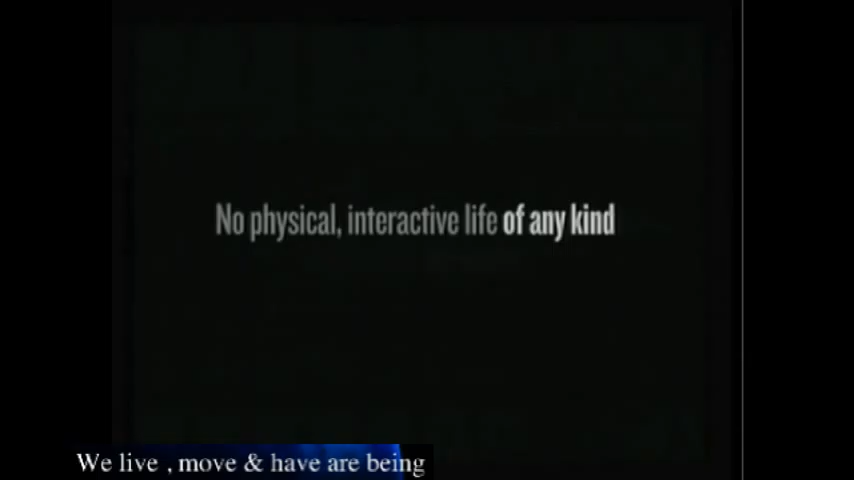 No physical, interactive life of any kind
We live , move & have are being